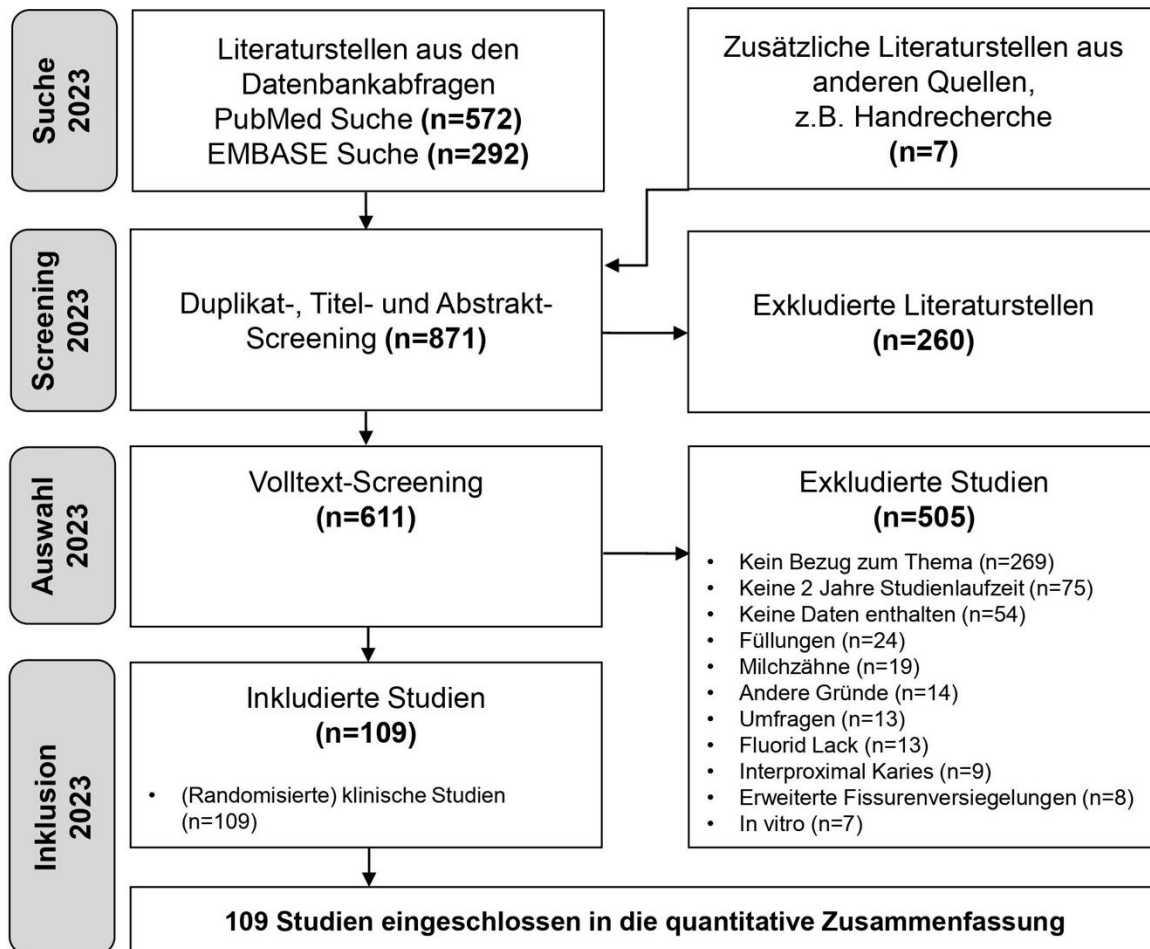 Suche
2023
Literaturstellen aus den
Datenbankabfragen
PubMed Suche (n=572)
EMBASE Suche (n=292)
Zusätzliche Literaturstellen aus
anderen Quellen,
z.B. Handrecherche
(n=7)
Screening
2023
Duplikat-, Titel- und Abstrakt-
Screening (n=871)
Exkludierte Literaturstellen
(n=260)
Auswahl
2023
Volltext-Screening
(n=611)
Exkludierte Studien
(n=505)
• Kein Bezug zum Thema (n=269)
• Keine 2 Jahre Studienlaufzeit (n=75)
• Keine Daten enthalten (n=54)
• Füllungen (n=24)
• Milchzähne (n=19)
• Andere Gründe (n=14)
• Umfragen (n=13)
• Fluorid Lack (n=13)
• Interproximal Karies (n=9)
• Erweiterte Fissurenversiegelungen (n=8)
• In vitro (n=7)
Inklusion
2023
Inkludierte Studien
(n=109)
• (Randomisierte) klinische Studien
(n=109)
109 Studien eingeschlossen in die quantitative Zusammenfassung